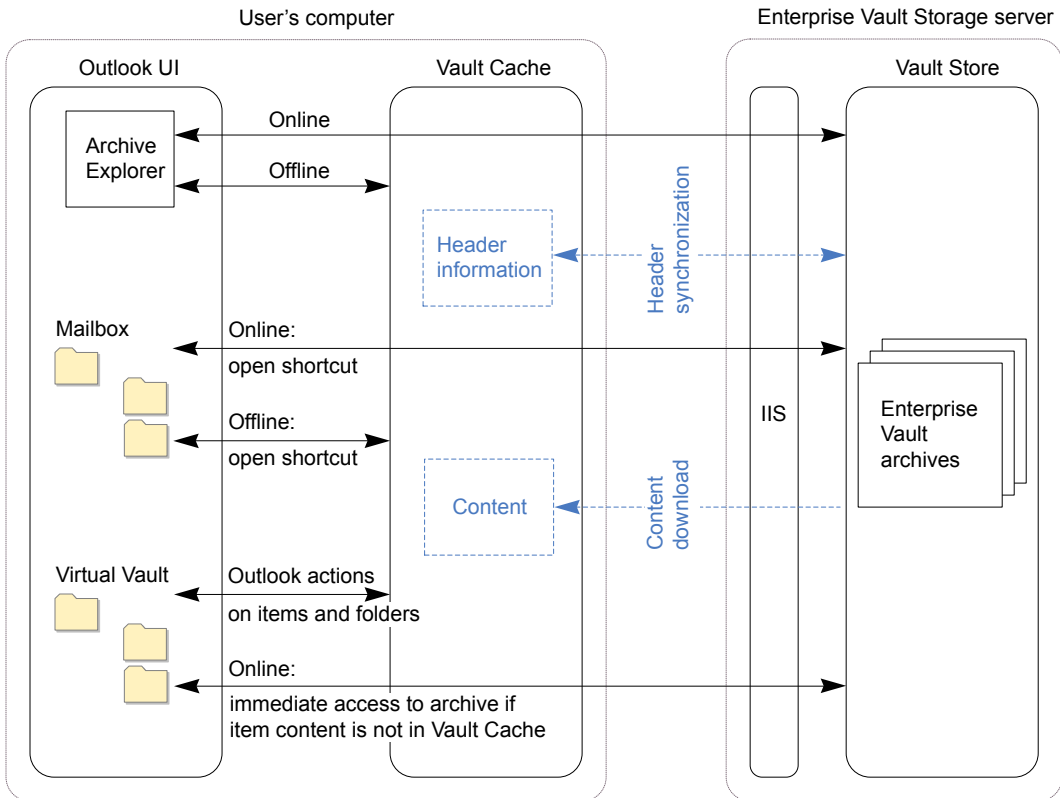 User's computer
Enterprise Vault Storage server
Outlook UI
Vault Cache
Vault Store
Archive
Explorer
Online
Offline
Header
information
Header
synchronization
Mailbox
Online:
open shortcut
Offline:
open shortcut
IIS
Enterprise
Vault
archives
Content
Content
download
Virtual Vault
Outlook actions
on items and folders
Online:
immediate access to archive if
item content is not in Vault Cache